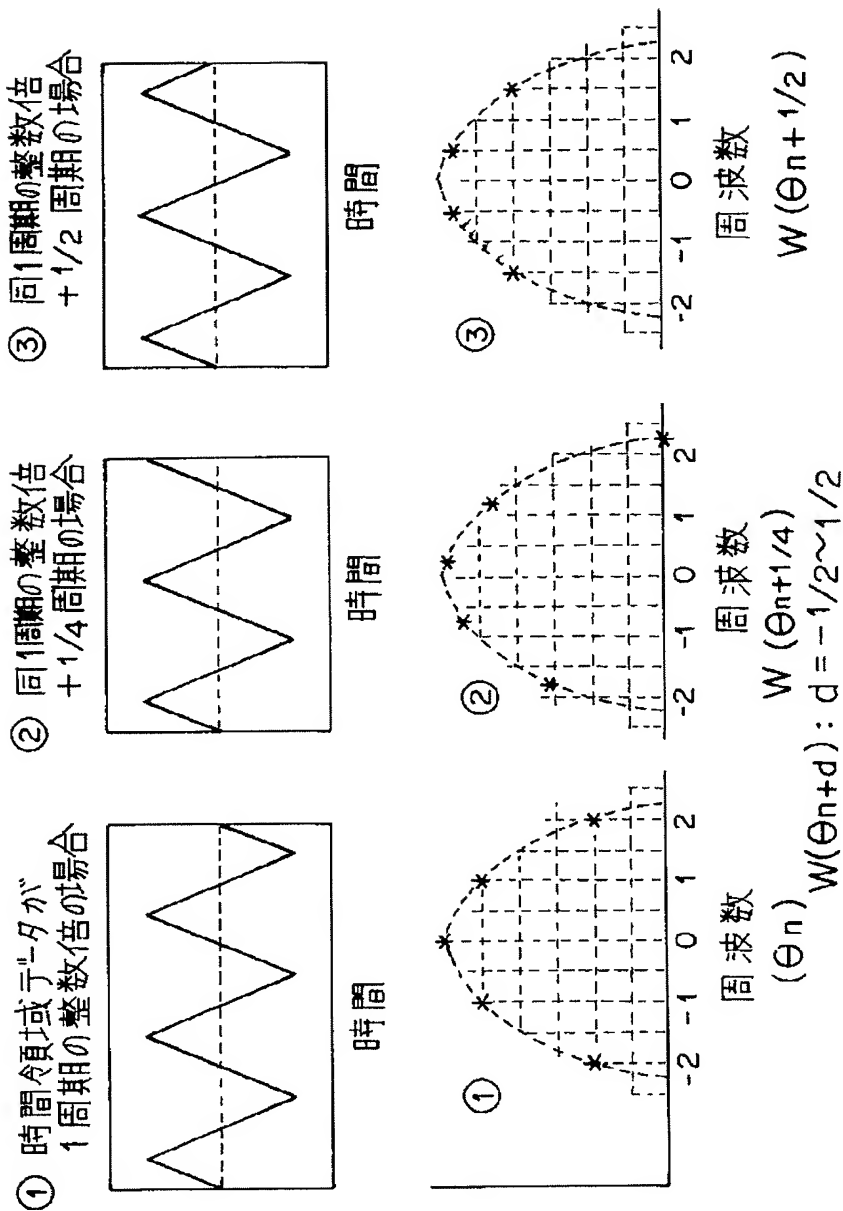 ① 時間領域データが
1周期の整数倍の場合
時間
② 同1周期の整数倍
+1/4周期の場合
時間
③ 同1周期の整数倍
+1/2 周期の場合
時間
①
-2 -1 0 1 2
周波数
(θn)
②
-2 -1 0 1 2
周波数
W (θn+1/4)
③
-2 -1 0 1 2
周波数
W (θn+1/2)
W(θn+d) : d = -1/2~1/2